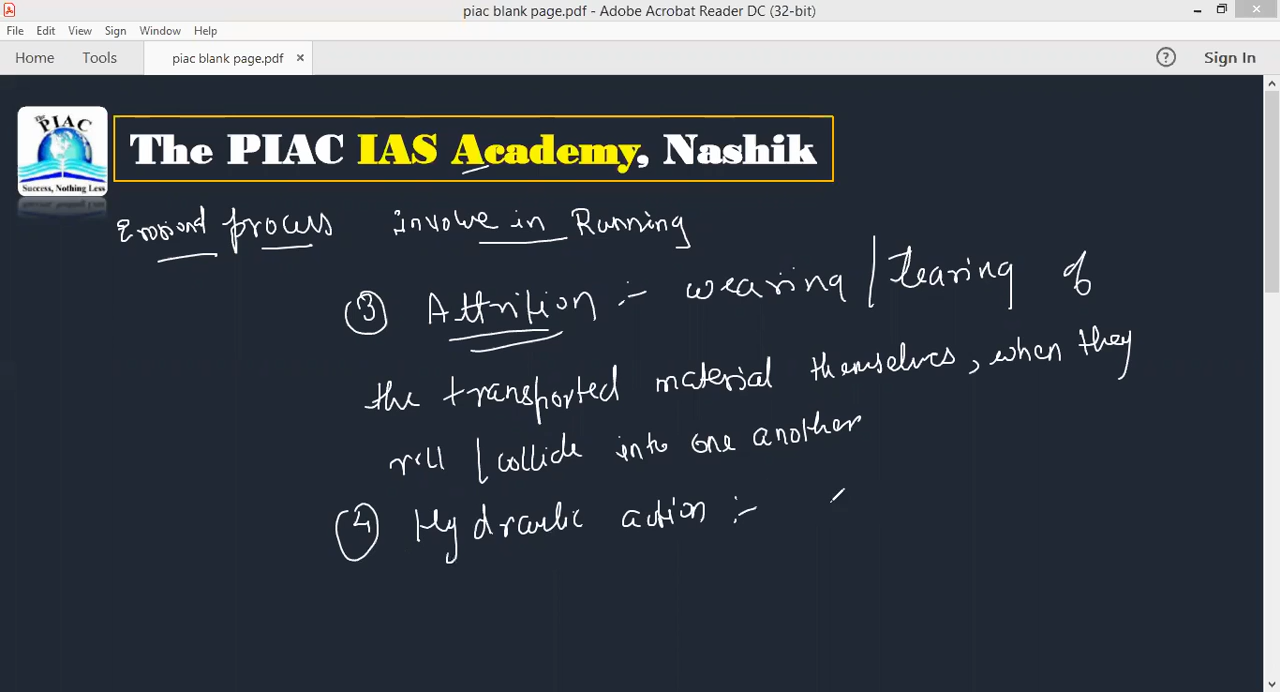 piac blank page.pdf - Adobe Acrobat Reader DC (32-bit)
File Edit View Sign Window Help
Home Tools piac blank page.pdf × ? Sign In
The PIAC
Success, Nothing Less
The PIAC IAS Academy, Nashik
Erosional process involve in Running
③ Attrition :- wearing / tearing of
the transported material themselves, when they
roll / collide into one another
④ Hydraulic action :-